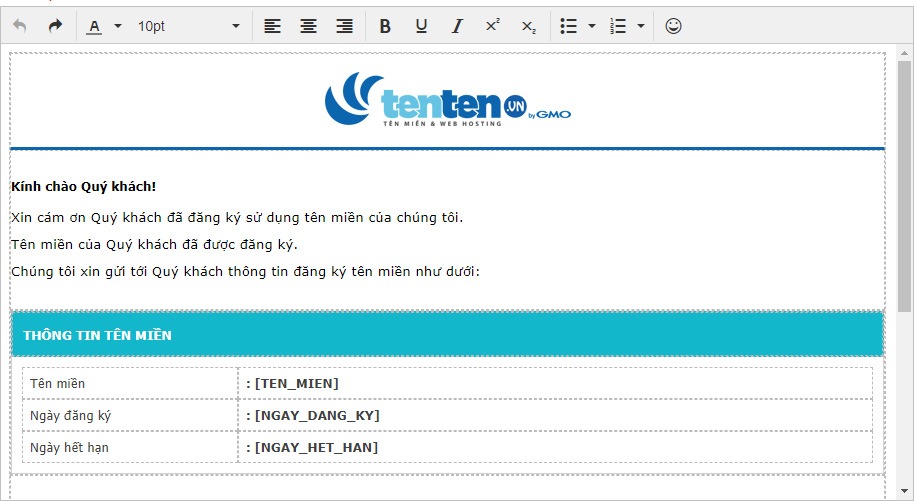 A 10pt B U I x² x₂
tenten.VN by GMO
TÊN MIỀN & WEB HOSTING
Kính chào Quý khách!
Xin cám ơn Quý khách đã đăng ký sử dụng tên miền của chúng tôi.
Tên miền của Quý khách đã được đăng ký.
Chúng tôi xin gửi tới Quý khách thông tin đăng ký tên miền như dưới:
THÔNG TIN TÊN MIỀN
Tên miền : [TEN_MIEN]
Ngày đăng ký : [NGAY_DANG_KY]
Ngày hết hạn : [NGAY_HET_HAN]